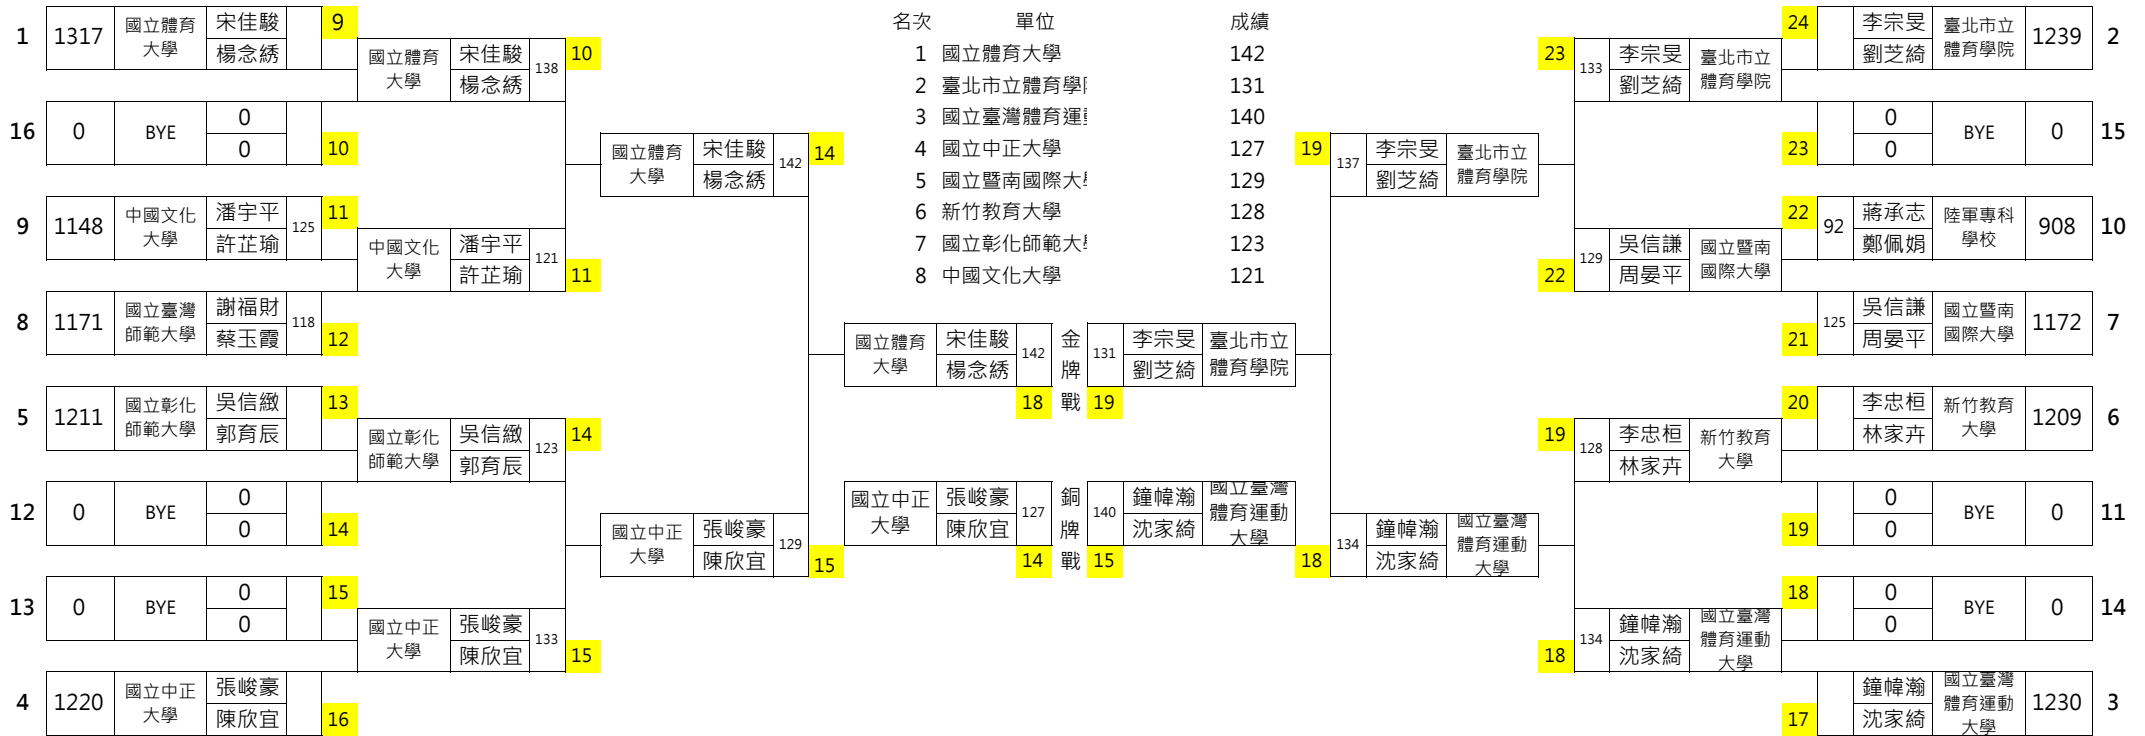 1 1317 國立體育大學 宋佳駿 9
楊念綉
國立體育大學 宋佳駿 138 10
楊念綉
16 0 BYE 0
0 10
國立體育大學 宋佳駿 142 14
楊念綉
9 1148 中國文化大學 潘宇平 125 11
許芷瑜
中國文化大學 潘宇平 121
許芷瑜 11
8 1171 國立臺灣師範大學 謝福財 118
蔡玉霞 12
5 1211 國立彰化師範大學 吳信緻 13
郭育辰
國立彰化師範大學 吳信緻 123 14
郭育辰
12 0 BYE 0
0 14
國立中正大學 張峻豪 129
陳欣宜 15
13 0 BYE 0 15
0
國立中正大學 張峻豪 133
陳欣宜 15
4 1220 國立中正大學 張峻豪
陳欣宜 16
名次 單位 成績
1 國立體育大學 142
2 臺北市立體育學 131
3 國立臺灣體育運 140
4 國立中正大學 127
5 國立暨南國際大 129
6 新竹教育大學 128
7 國立彰化師範大 123
8 中國文化大學 121
國立體育大學 宋佳駿 142 金牌戰 131 李宗旻 臺北市立體育學院
楊念綉 劉芝綺
18 19
國立中正大學 張峻豪 127 銅牌戰 140 鐘幃瀚 國立臺灣體育運動大學
陳欣宜 沈家綺
14 15
24 李宗旻 臺北市立體育學院 1239 2
劉芝綺
23 133 李宗旻 臺北市立體育學院
劉芝綺
0 BYE 0 15
23 0
19 137 李宗旻 臺北市立體育學院
劉芝綺
22 92 蔣承志 陸軍專科學校 908 10
鄭佩娟
129 吳信謙 國立暨南國際大學
22 周晏平
125 吳信謙 國立暨南國際大學 1172 7
21 周晏平
20 李忠桓 新竹教育大學 1209 6
林家卉
19 128 李忠桓 新竹教育大學
林家卉
0 BYE 0 11
19 0
134 鐘幃瀚 國立臺灣體育運動大學
18 沈家綺
18 0 BYE 0 14
0
134 鐘幃瀚 國立臺灣體育運動大學
18 沈家綺
鐘幃瀚 國立臺灣體育運動大學 1230 3
17 沈家綺